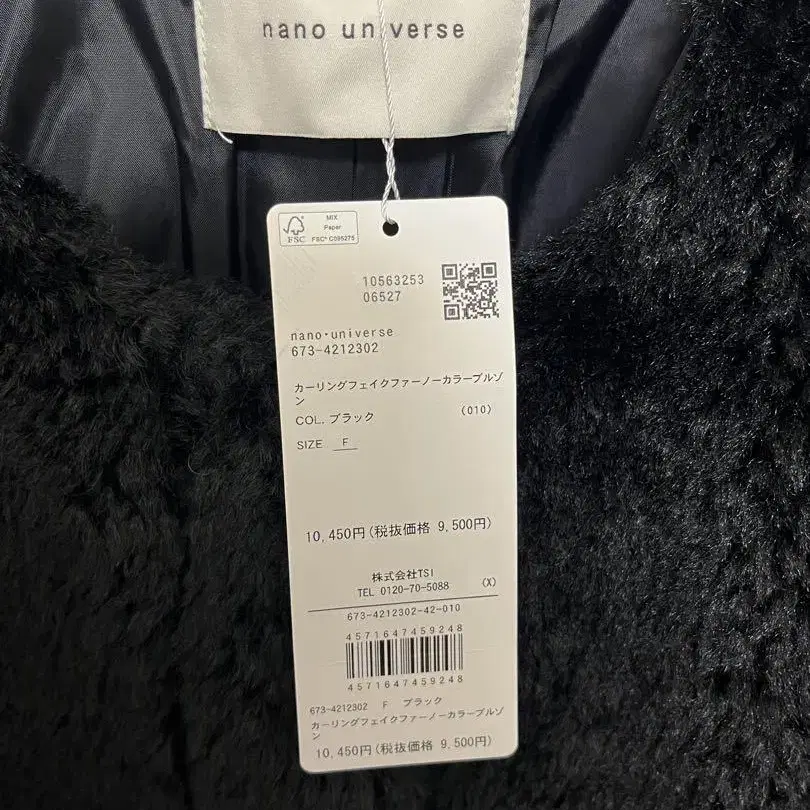 nano universe
MIX
Paper
FSC
FSC® C095275
10563253
06527
nano・universe
673-4212302
カーリングフェイクファーノーカラーブルゾ
ン
COL. ブラック (010)
SIZE F
10,450円(税抜価格 9,500円)
株式会社TSI
TEL 0120-70-5088 (X)
673-4212302-42-010
4571647459248
4571647459248
673-4212302 F ブラック
カーリングフェイクファーノーカラーブルゾ
ン
10,450円(税抜価格 9,500円)